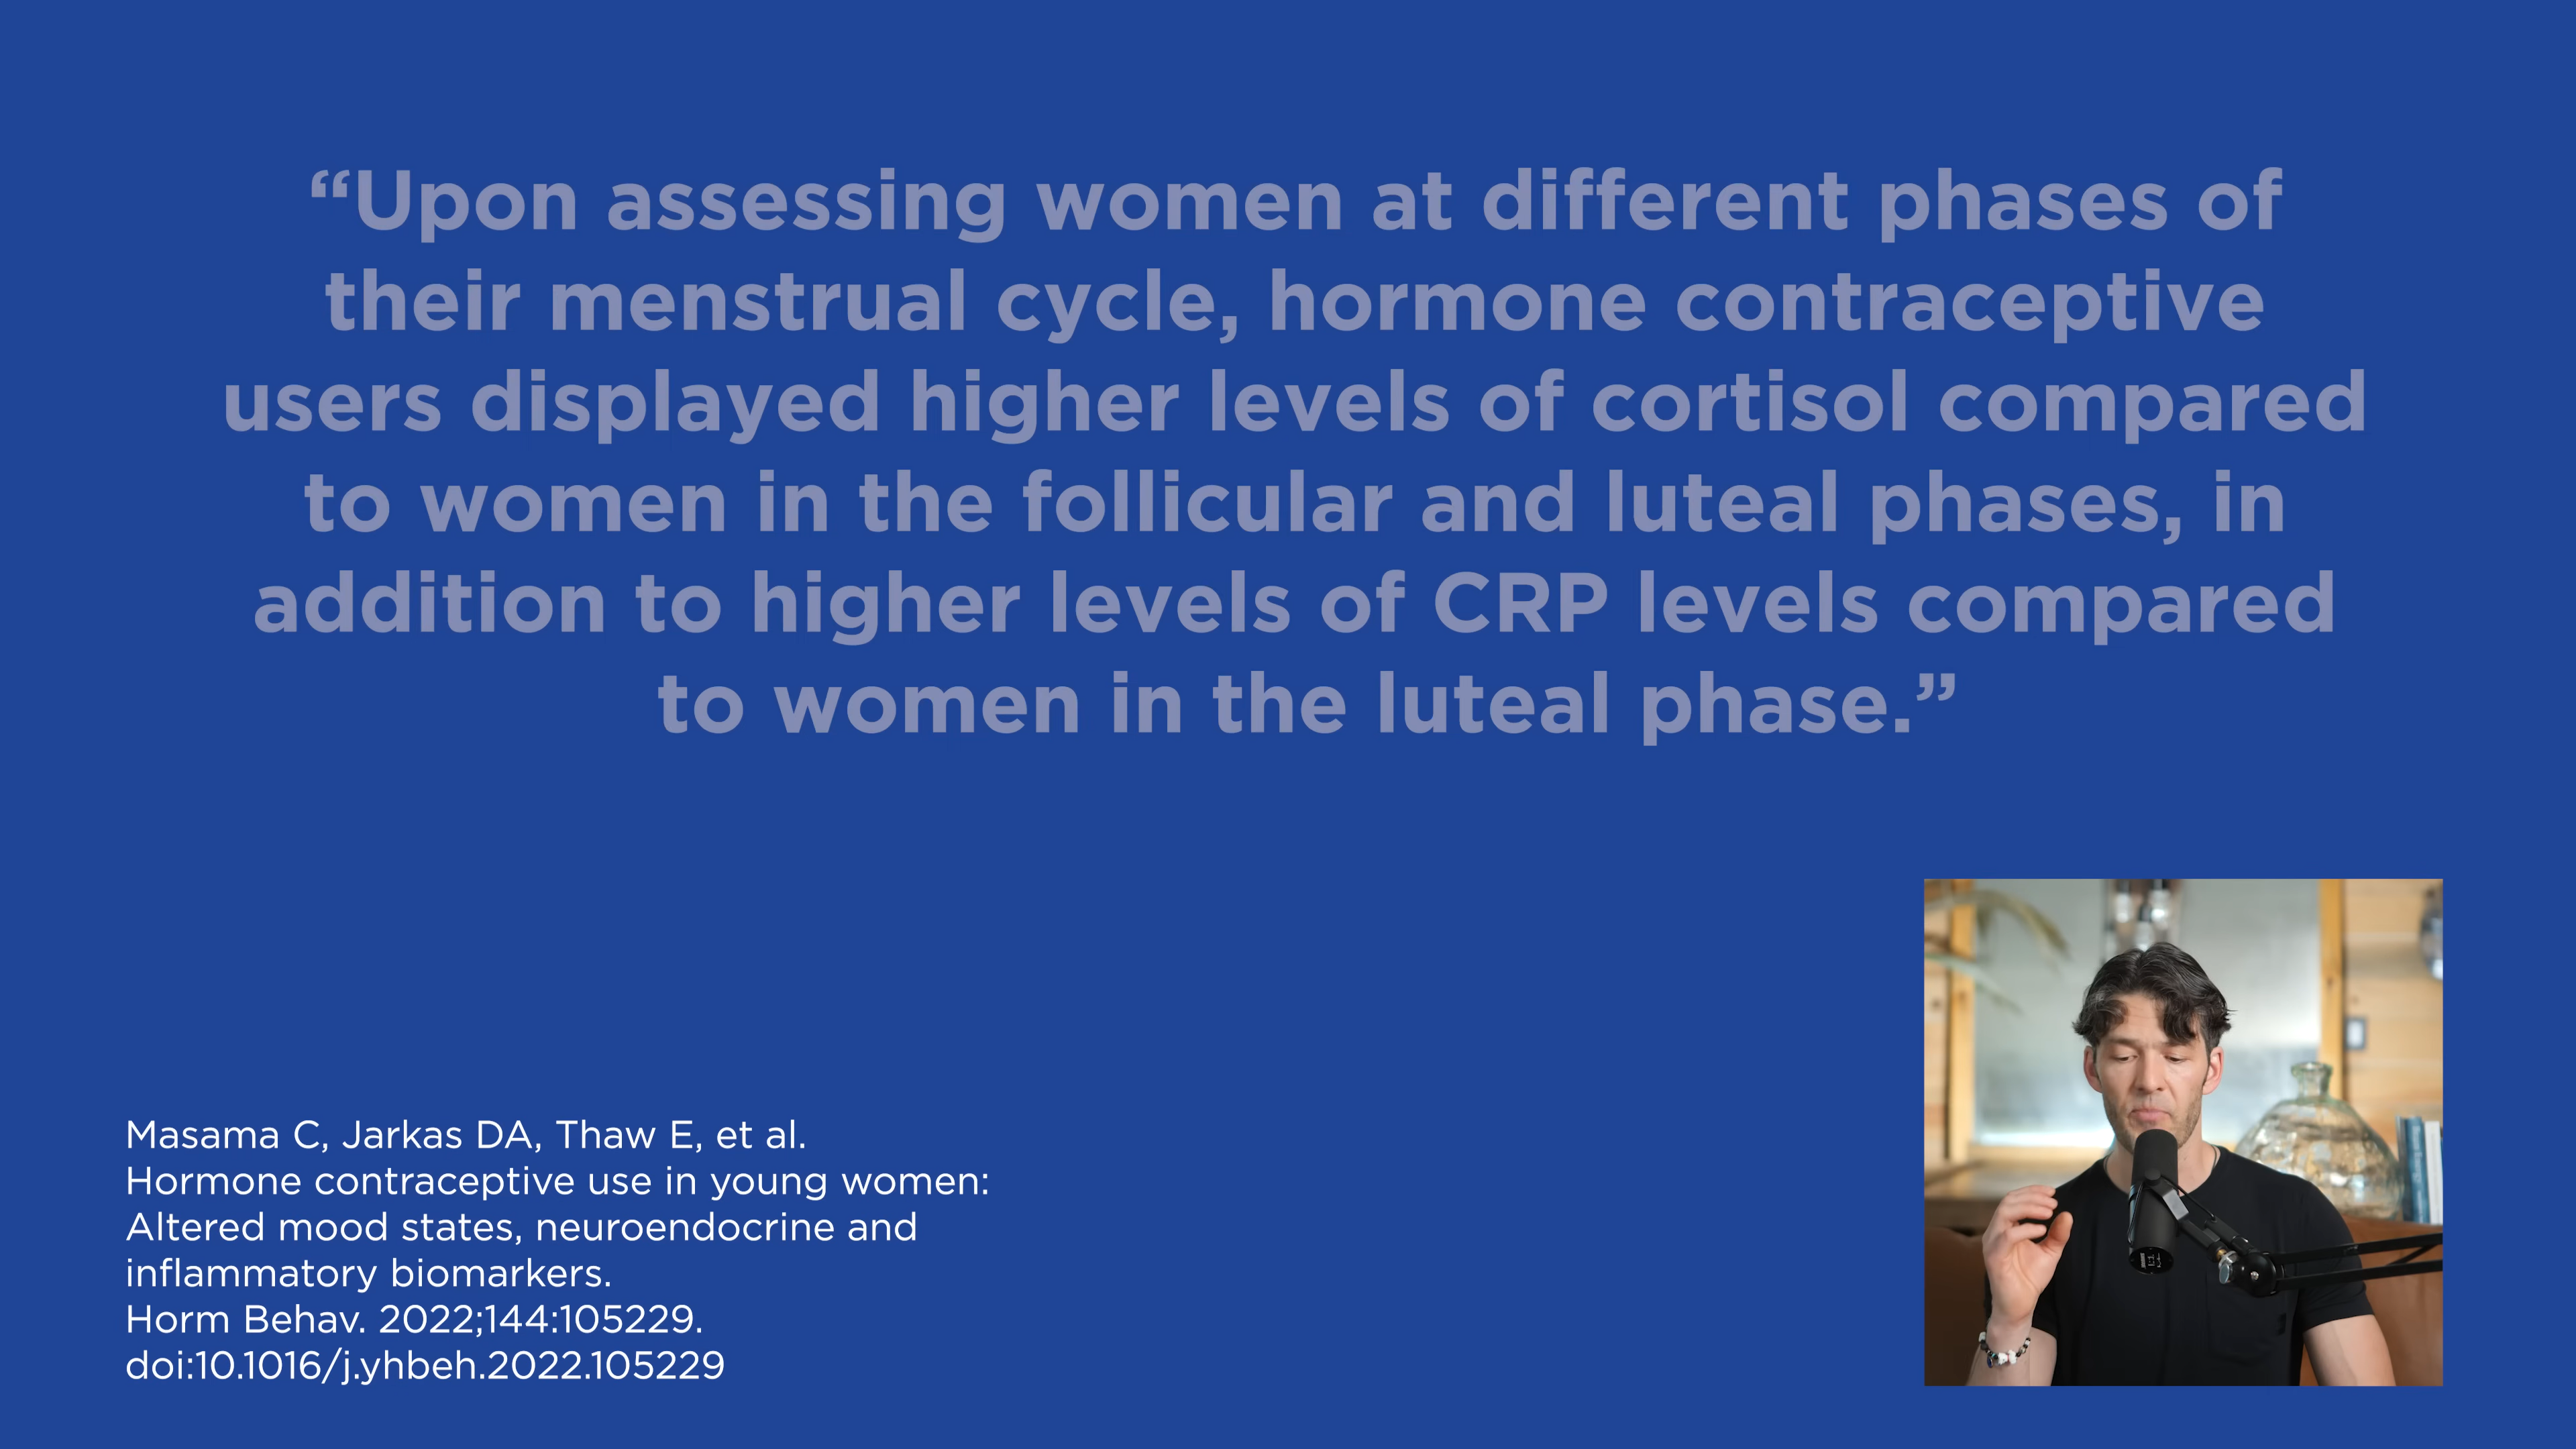 “Upon assessing women at different phases of
their menstrual cycle, hormone contraceptive
users displayed higher levels of cortisol compared
to women in the follicular and luteal phases, in
addition to higher levels of CRP levels compared
to women in the luteal phase.”
Masama C, Jarkas DA, Thaw E, et al.
Hormone contraceptive use in young women:
Altered mood states, neuroendocrine and
inflammatory biomarkers.
Horm Behav. 2022;144:105229.
doi:10.1016/j.yhbeh.2022.105229